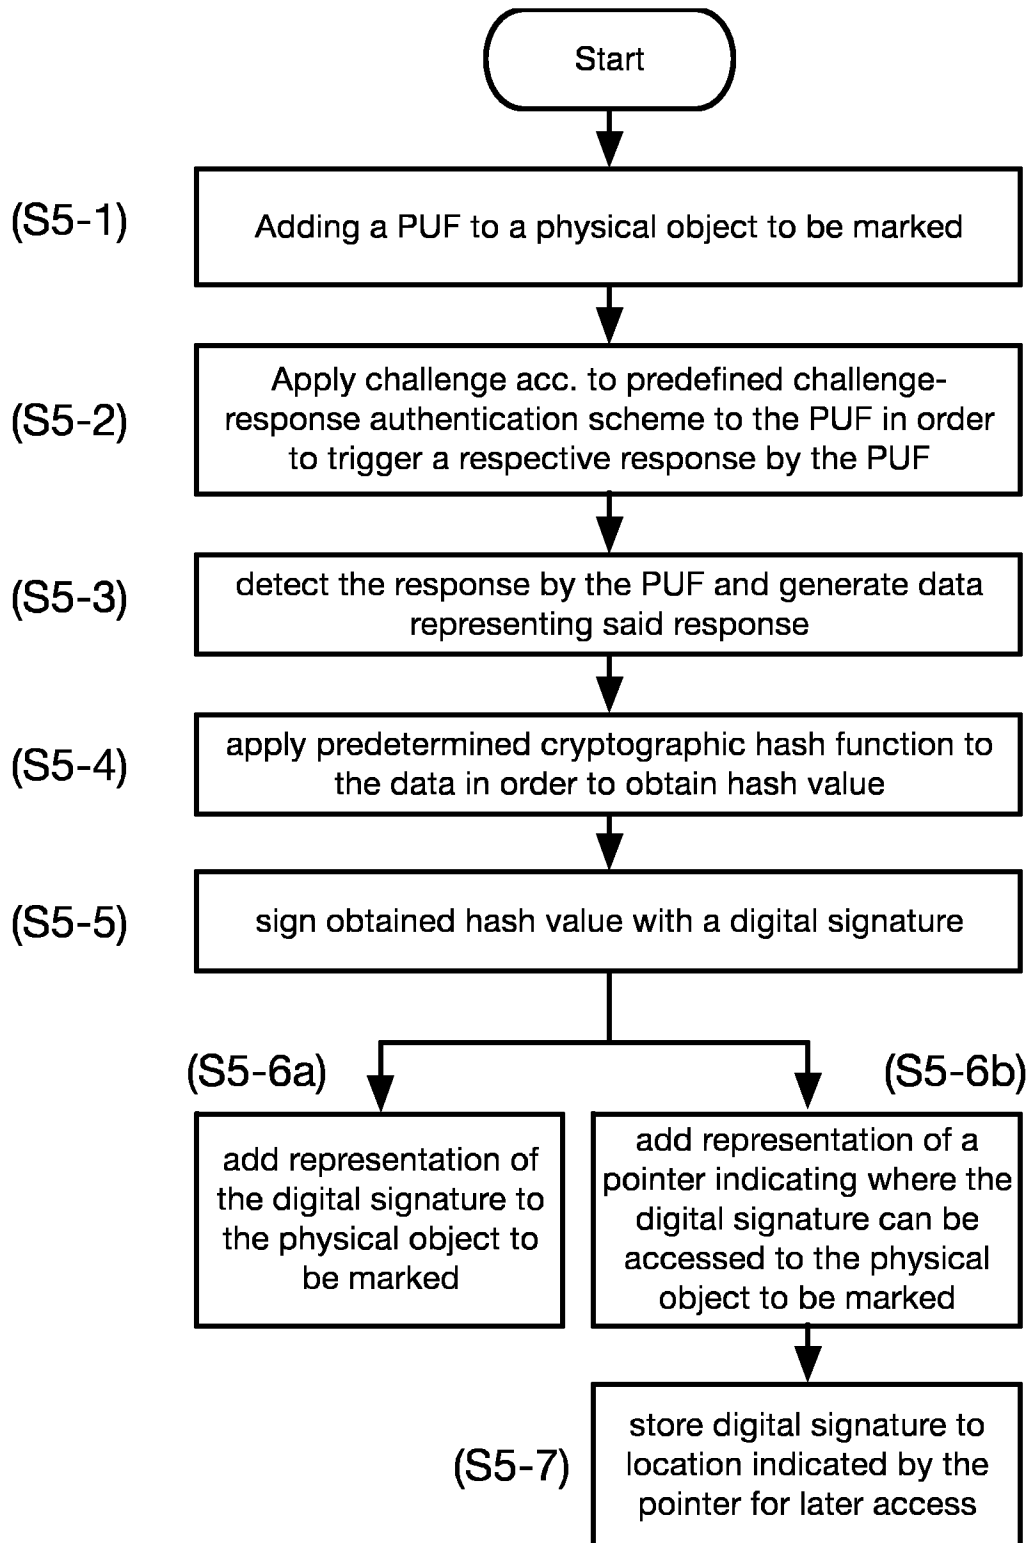 Start
(S5-1)
Adding a PUF to a physical object to be marked
(S5-2)
Apply challenge acc. to predefined challenge-
response authentication scheme to the PUF in order
to trigger a respective response by the PUF
(S5-3)
detect the response by the PUF and generate data
representing said response
(S5-4)
apply predetermined cryptographic hash function to
the data in order to obtain hash value
(S5-5)
sign obtained hash value with a digital signature
(S5-6a)
add representation of
the digital signature to
the physical object to
be marked
(S5-6b)
add representation of a
pointer indicating where the
digital signature can be
accessed to the physical
object to be marked
(S5-7)
store digital signature to
location indicated by the
pointer for later access